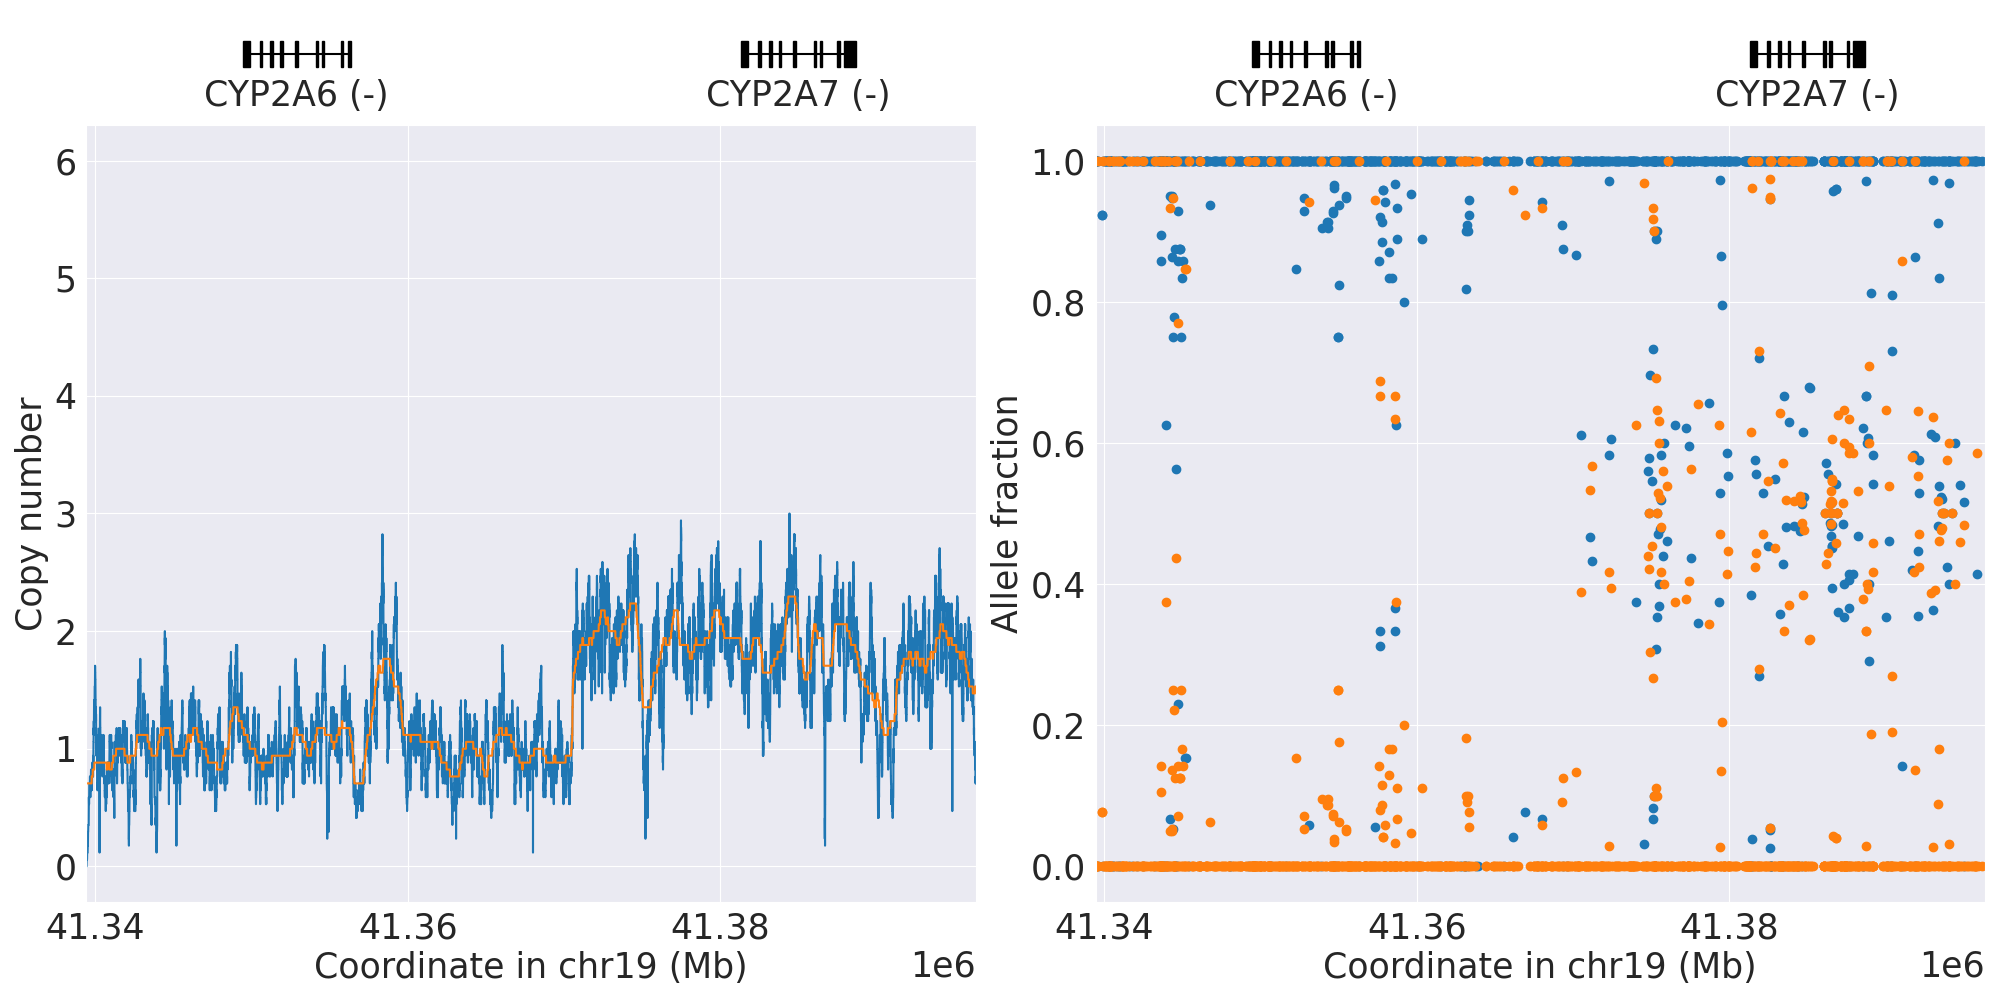 CYP2A6 (-)
CYP2A7 (-)
6
5
4
3
2
1
0
Copy number
41.34
41.36
41.38
Coordinate in chr19 (Mb)
1e6
CYP2A6 (-)
CYP2A7 (-)
1.0
0.8
0.6
0.4
0.2
0.0
Allele fraction
41.34
41.36
41.38
Coordinate in chr19 (Mb)
1e6